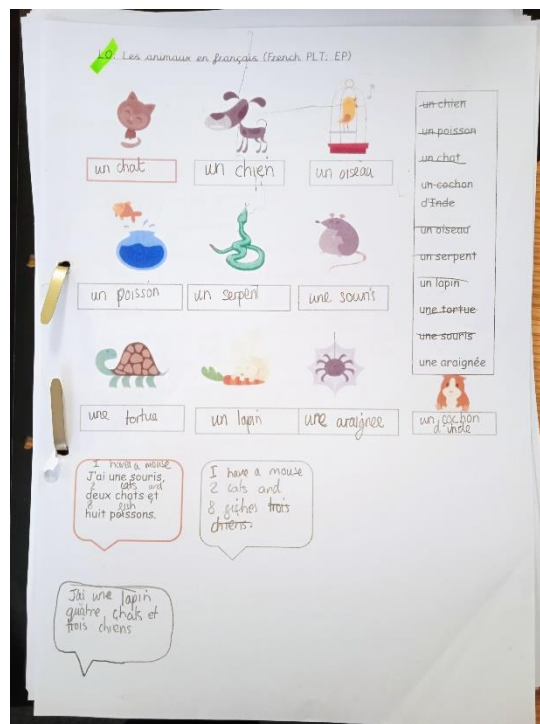 LO: Les animaux en français (French PLT: EP)
un chat
un chien
un oiseau
un poisson
un serpent
une souris
une tortue
un lapin
une araignee
un cochon
d'inde
un chien
un poisson
un chat
un cochon
d'Inde
un oiseau
un serpent
un lapin
une tortue
une souris
une araignée
I have a mouse
J'ai une souris,
2 cats and
deux chats et
8 fish
huit poissons.
I have a mouse
2 cats and
8 fishes trois
chiens.
J'ai une lapin
quatre chats et
trois chiens